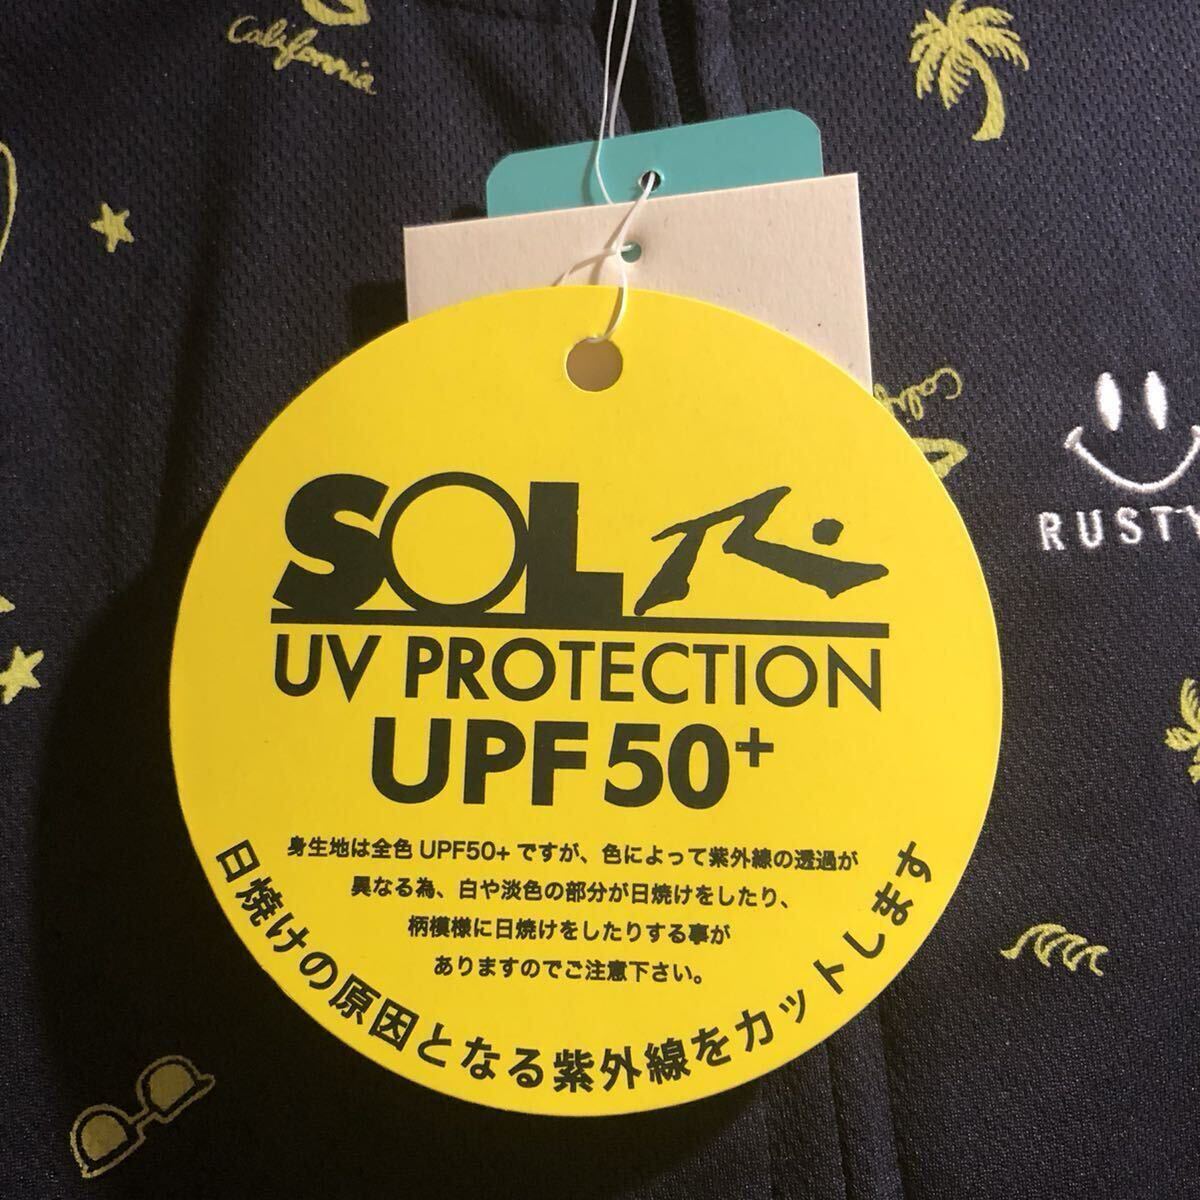 California
SOL
UV PROTECTION
UPF50+
身生地は全色 UPF50+ ですが、色によって紫外線の透過が
異なる為、白や淡色の部分が日焼けをしたり、
柄模様に日焼けをしたりする事が
ありますのでご注意下さい。
日焼けの原因となる紫外線をカットします
RUSTY